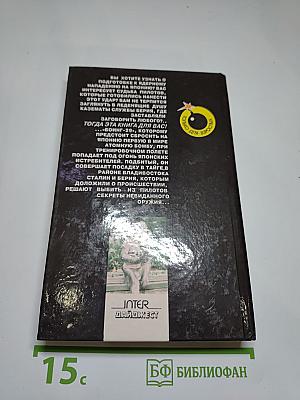 ВЫ ХОТИТЕ УЗНАТЬ О
ПОДГОТОВКЕ К ЯДЕРНОМУ
НАПАДЕНИЮ НА ЯПОНИЮ? ВАС
ИНТЕРЕСУЕТ СУДЬБА ПИЛОТОВ,
КОТОРЫЕ ГОТОВИЛИСЬ НАНЕСТИ
ЭТОТ УДАР? ВАМ НЕ ТЕРПИТСЯ
ЗАГЛЯНУТЬ В ЛЕДЕНЯЩИЕ ДУШУ
КАЗЕМАТЫ СЛУЖБЫ БЕРИЯ, ГДЕ
ЗАСТАВЛЯЛИ
ЗАГОВОРИТЬ ЛЮБОГО?..
ТОГДА ЭТА КНИГА ДЛЯ ВАС!
...«БОИНГ-29», КОТОРОМУ
ПРЕДСТОИТ СБРОСИТЬ НА
ЯПОНИЮ ПЕРВУЮ В МИРЕ
АТОМНУЮ БОМБУ, ПРИ
ТРЕНИРОВОЧНОМ ПОЛЕТЕ
ПОПАДАЕТ ПОД ОГОНЬ ЯПОНСКИХ
ИСТРЕБИТЕЛЕЙ. ПОДБИТЫЙ, ОН
СОВЕРШАЕТ ПОСАДКУ В ТАЙГЕ, В
РАЙОНЕ ВЛАДИВОСТОКА.
СТАЛИН И БЕРИЯ, КОТОРЫМ
ДОЛОЖИЛИ О ПРОИСШЕСТВИИ,
РЕШАЮТ ВЫБИТЬ ИЗ ПИЛОТОВ
СЕКРЕТЫ НЕВИДАННОГО
ОРУЖИЯ...
INTER
ДАЙДЖЕСТ
15с
БФ БИБЛИОФАН